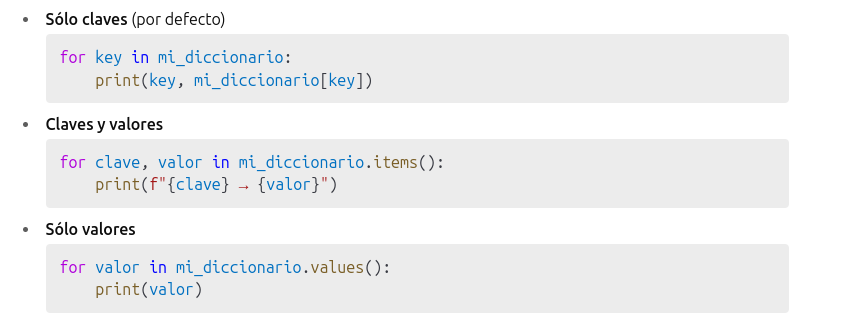 Sólo claves (por defecto)
for key in mi_diccionario:
    print(key, mi_diccionario[key])
Claves y valores
for clave, valor in mi_diccionario.items():
    print(f"{clave} → {valor}")
Sólo valores
for valor in mi_diccionario.values():
    print(valor)